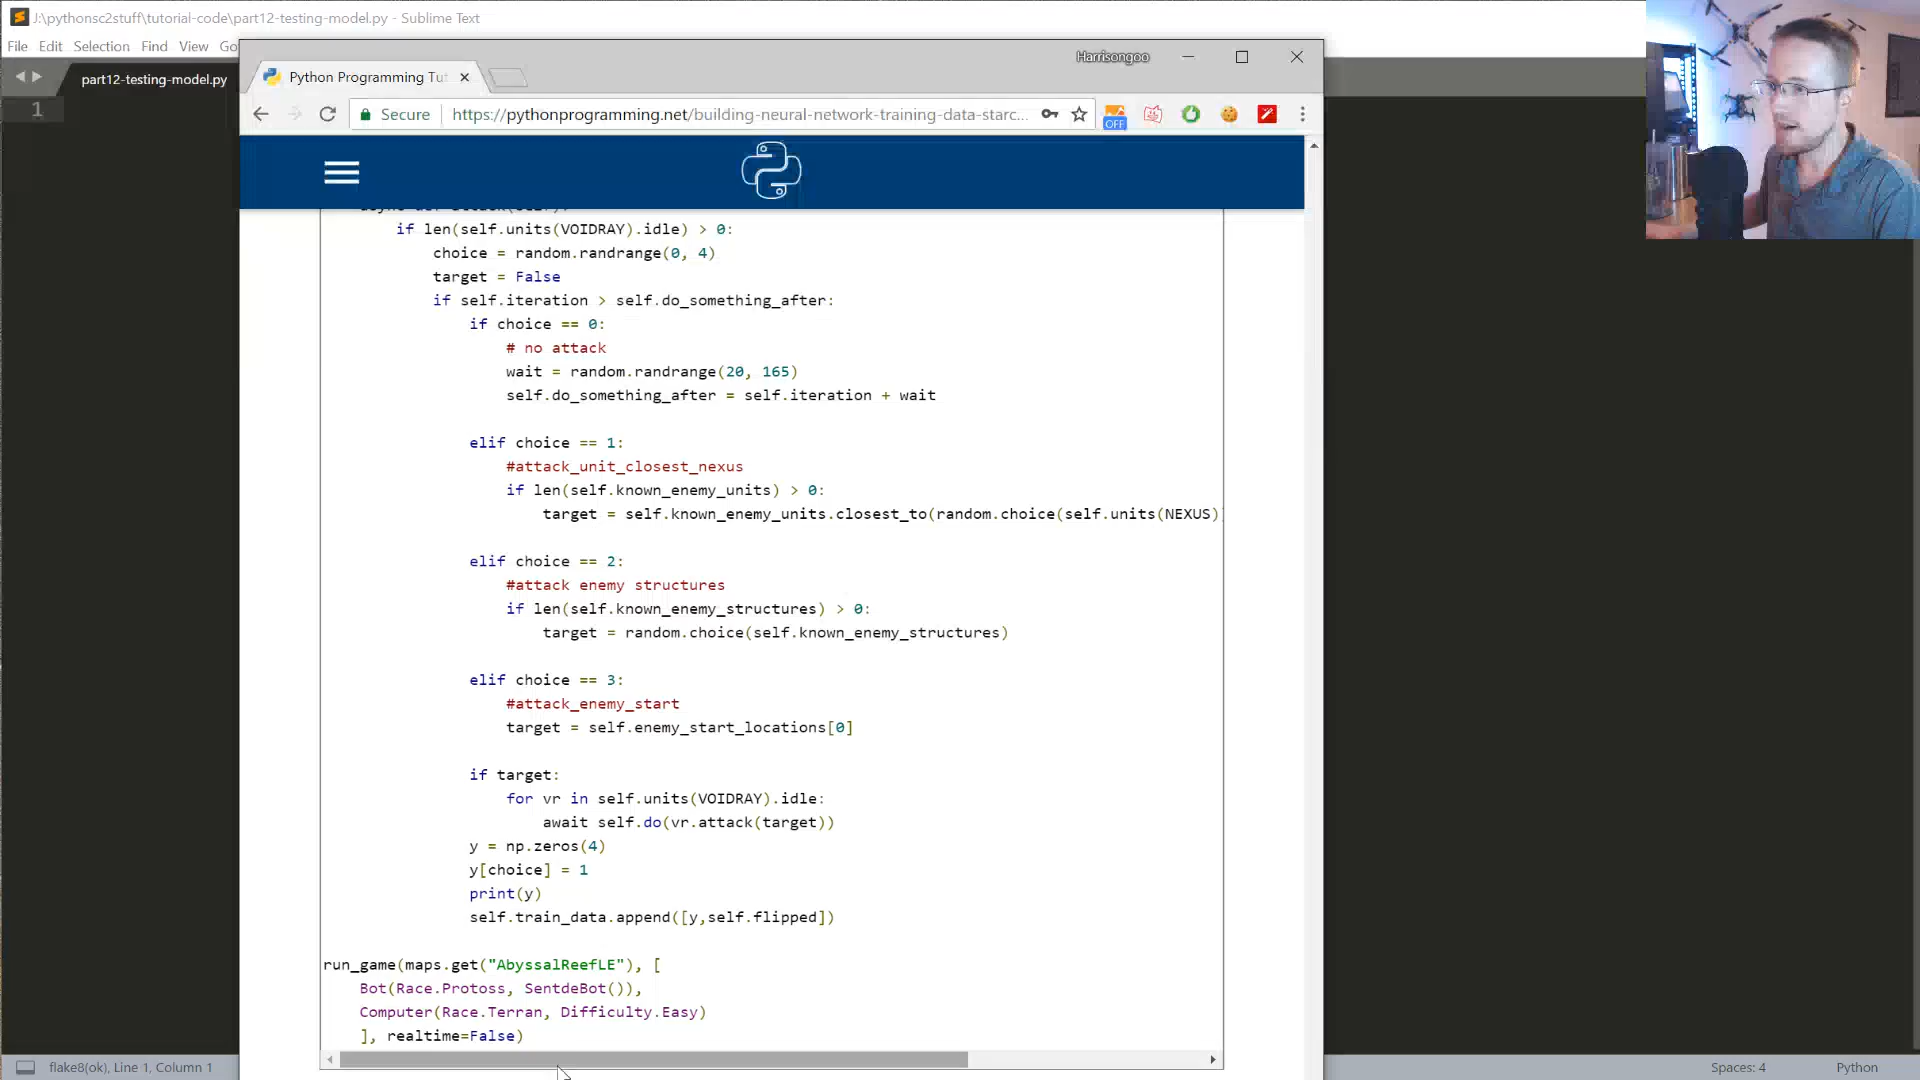 J:\pythonsc2stuff\tutorial-code\part12-testing-model.py - Sublime Text
File Edit Selection Find View Go
Harrisongoo
part12-testing-model.py
Python Programming Tut
Secure https://pythonprogramming.net/building-neural-network-training-data-starc...
OFF
1
if len(self.units(VOIDRAY).idle) > 0:
choice = random.randrange(0, 4)
target = False
if self.iteration > self.do_something_after:
if choice == 0:
# no attack
wait = random.randrange(20, 165)
self.do_something_after = self.iteration + wait
elif choice == 1:
#attack_unit_closest_nexus
if len(self.known_enemy_units) > 0:
target = self.known_enemy_units.closest_to(random.choice(self.units(NEXUS)
elif choice == 2:
#attack enemy structures
if len(self.known_enemy_structures) > 0:
target = random.choice(self.known_enemy_structures)
elif choice == 3:
#attack_enemy_start
target = self.enemy_start_locations[0]
if target:
for vr in self.units(VOIDRAY).idle:
await self.do(vr.attack(target))
y = np.zeros(4)
y[choice] = 1
print(y)
self.train_data.append([y,self.flipped])
run_game(maps.get("AbyssalReefLE"), [
Bot(Race.Protoss, SentdeBot()),
Computer(Race.Terran, Difficulty.Easy)
], realtime=False)
flake8(ok), Line 1, Column 1
Spaces: 4
Python